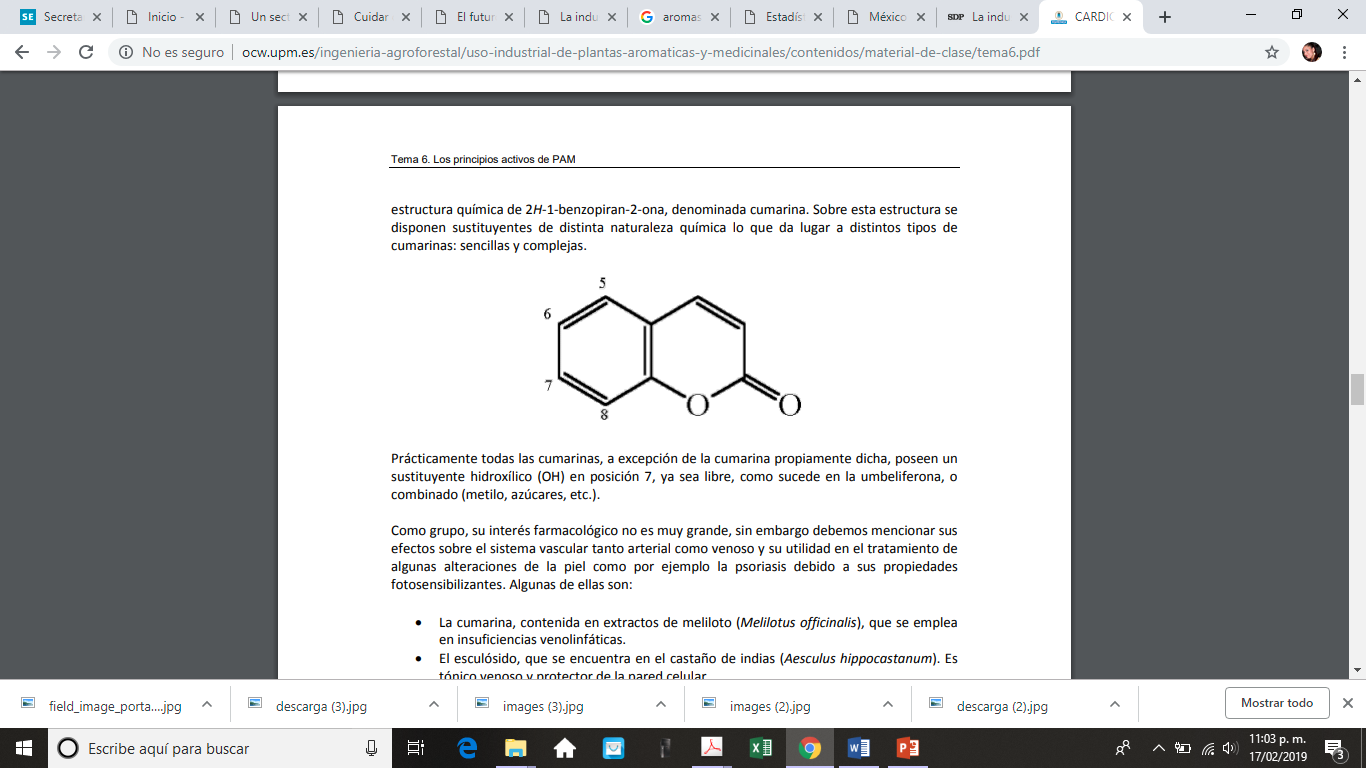 Secreta
Inicio -
Un sect
Cuidar
El futur
La indu
aromas
Estadíst
México
SDP La indu
CARDIO
No es seguro | ocw.upm.es/ingenieria-agroforestal/uso-industrial-de-plantas-aromaticas-y-medicinales/contenidos/material-de-clase/tema6.pdf
Tema 6. Los principios activos de PAM
estructura química de 2H-1-benzopiran-2-ona, denominada cumarina. Sobre esta estructura se
disponen sustituyentes de distinta naturaleza química lo que da lugar a distintos tipos de
cumarinas: sencillas y complejas.
5
6
7
8
O
O
Prácticamente todas las cumarinas, a excepción de la cumarina propiamente dicha, poseen un
sustituyente hidroxílico (OH) en posición 7, ya sea libre, como sucede en la umbeliferona, o
combinado (metilo, azúcares, etc.).
Como grupo, su interés farmacológico no es muy grande, sin embargo debemos mencionar sus
efectos sobre el sistema vascular tanto arterial como venoso y su utilidad en el tratamiento de
algunas alteraciones de la piel como por ejemplo la psoriasis debido a sus propiedades
fotosensibilizantes. Algunas de ellas son:
• La cumarina, contenida en extractos de meliloto (Melilotus officinalis), que se emplea
en insuficiencias venolinfáticas.
• El esculósido, que se encuentra en el castaño de indias (Aesculus hippocastanum). Es
tónico venoso y protector de la pared celular.
field_image_porta....jpg
descarga (3).jpg
images (3).jpg
images (2).jpg
descarga (2).jpg
Mostrar todo
Escribe aquí para buscar
11:03 p. m.
17/02/2019
3